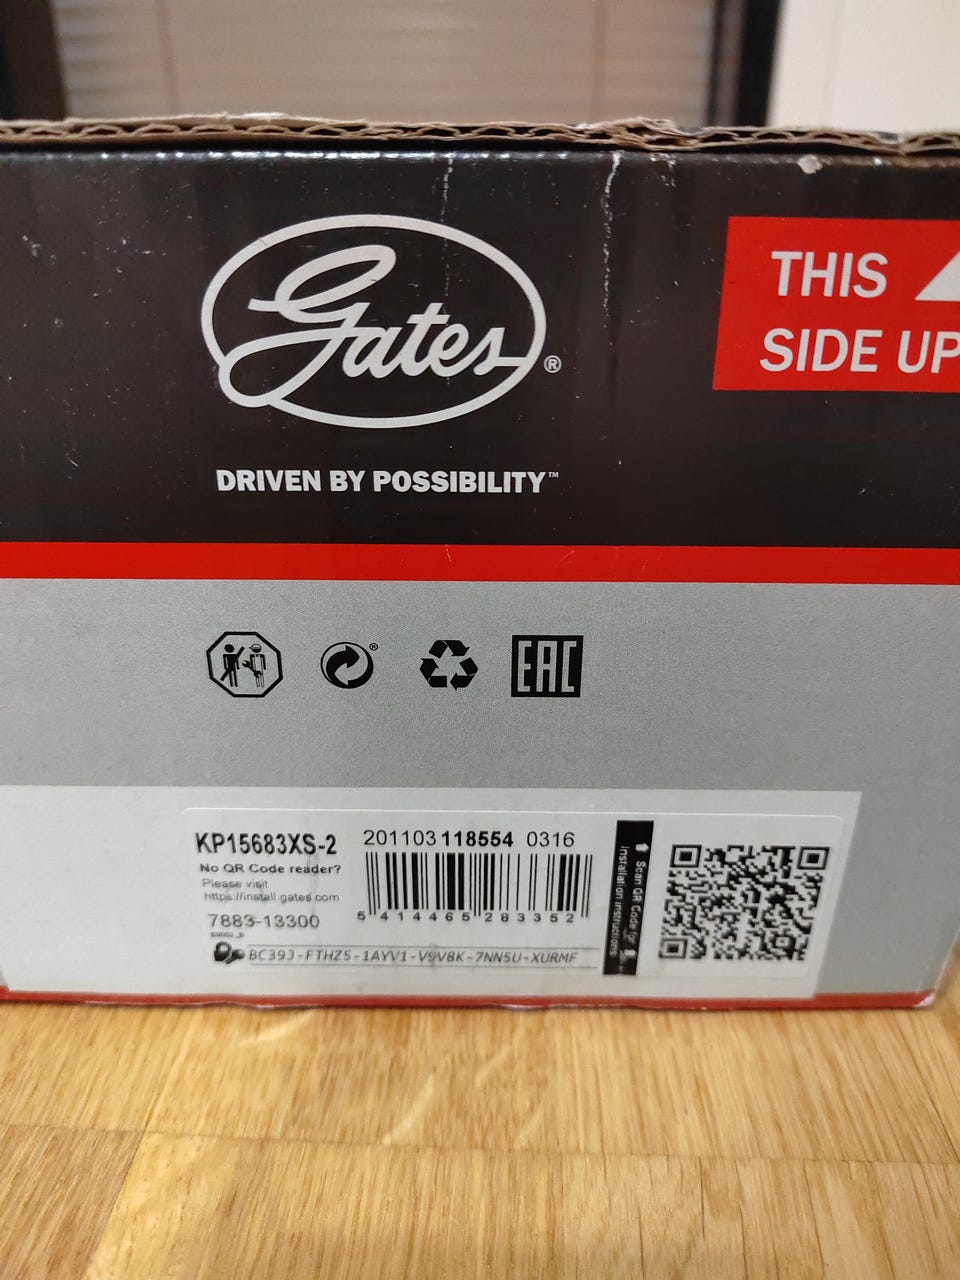 Gates®
DRIVEN BY POSSIBILITY™
THIS
SIDE UP
®
EAC
KP15683XS-2
No QR Code reader?
Please visit
https://install.gates.com
7883-13300
201103 118554 0316
5 414465 283352
BC39J-FTHZ5-1AYV1-V9V8K-7NN5U-XURMF
Scan QR Code for
installation instructions